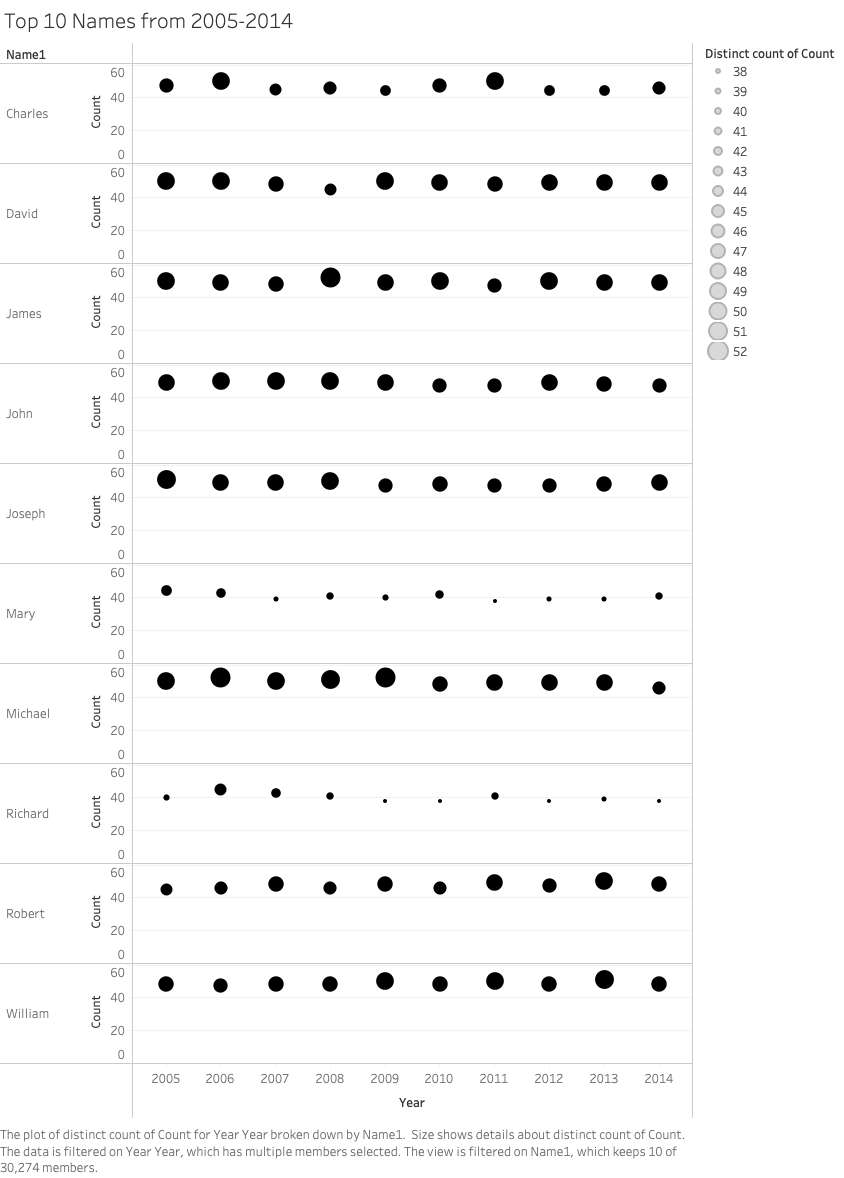 Top 10 Names from 2005-2014
Name1
Distinct count of Count
38
39
40
41
42
43
44
45
46
47
48
49
50
51
52
Charles
Count
60
40
20
0
David
Count
60
40
20
0
James
Count
60
40
20
0
John
Count
60
40
20
0
Joseph
Count
60
40
20
0
Mary
Count
60
40
20
0
Michael
Count
60
40
20
0
Richard
Count
60
40
20
0
Robert
Count
60
40
20
0
William
Count
60
40
20
0
2005 2006 2007 2008 2009 2010 2011 2012 2013 2014
Year
The plot of distinct count of Count for Year Year broken down by Name1. Size shows details about distinct count of Count.
The data is filtered on Year Year, which has multiple members selected. The view is filtered on Name1, which keeps 10 of
30,274 members.